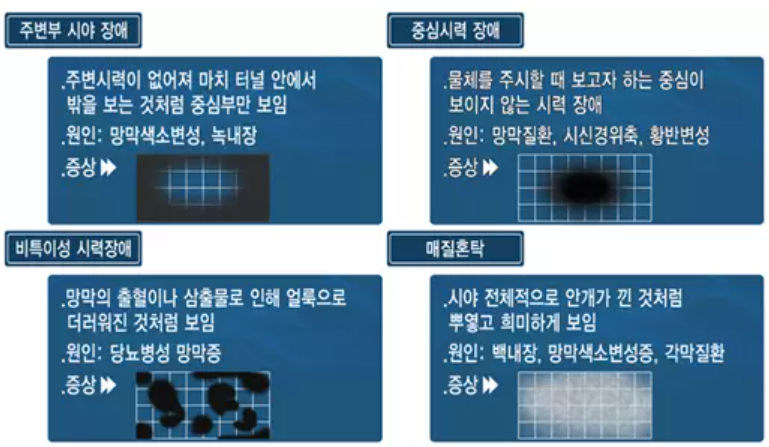 주변부 시야 장애
.주변시력이 없어져 마치 터널 안에서
밖을 보는 것처럼 중심부만 보임
.원인: 망막색소변성, 녹내장
.증상
중심시력 장애
.물체를 주시할 때 보고자 하는 중심이
보이지 않는 시력 장애
.원인: 망막질환, 시신경위축, 황반변성
.증상
비특이성 시력장애
.망막의 출혈이나 삼출물로 인해 얼룩으로
더러워진 것처럼 보임
.원인: 당뇨병성 망막증
.증상
매질혼탁
.시야 전체적으로 안개가 낀 것처럼
뿌옇고 희미하게 보임
.원인: 백내장, 망막색소변성증, 각막질환
.증상